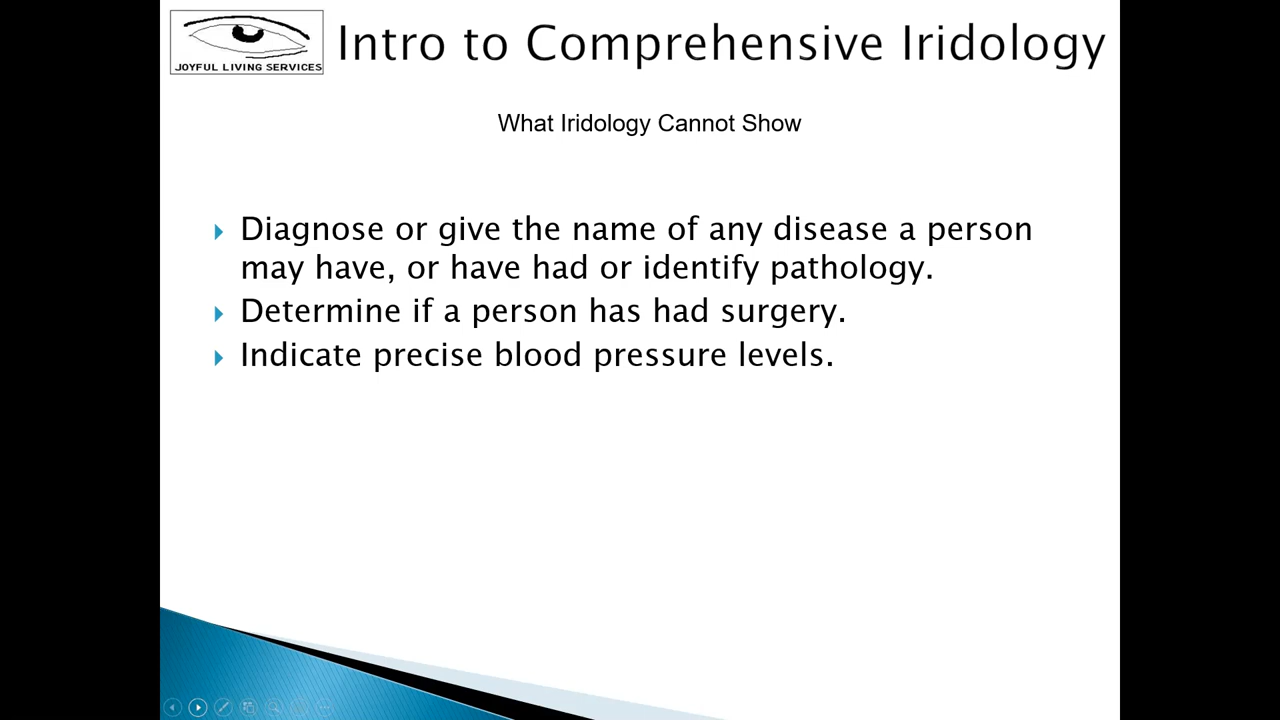 JOYFUL LIVING SERVICES
Intro to Comprehensive Iridology
What Iridology Cannot Show
Diagnose or give the name of any disease a person
may have, or have had or identify pathology.
Determine if a person has had surgery.
Indicate precise blood pressure levels.